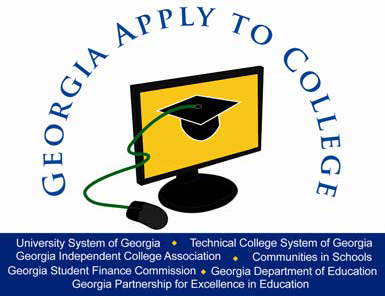 GEORGIA APPLY TO COLLEGE
University System of Georgia ◆ Technical College System of Georgia
Georgia Independent College Association ◆ Communities in Schools
Georgia Student Finance Commission ◆ Georgia Department of Education
Georgia Partnership for Excellence in Education